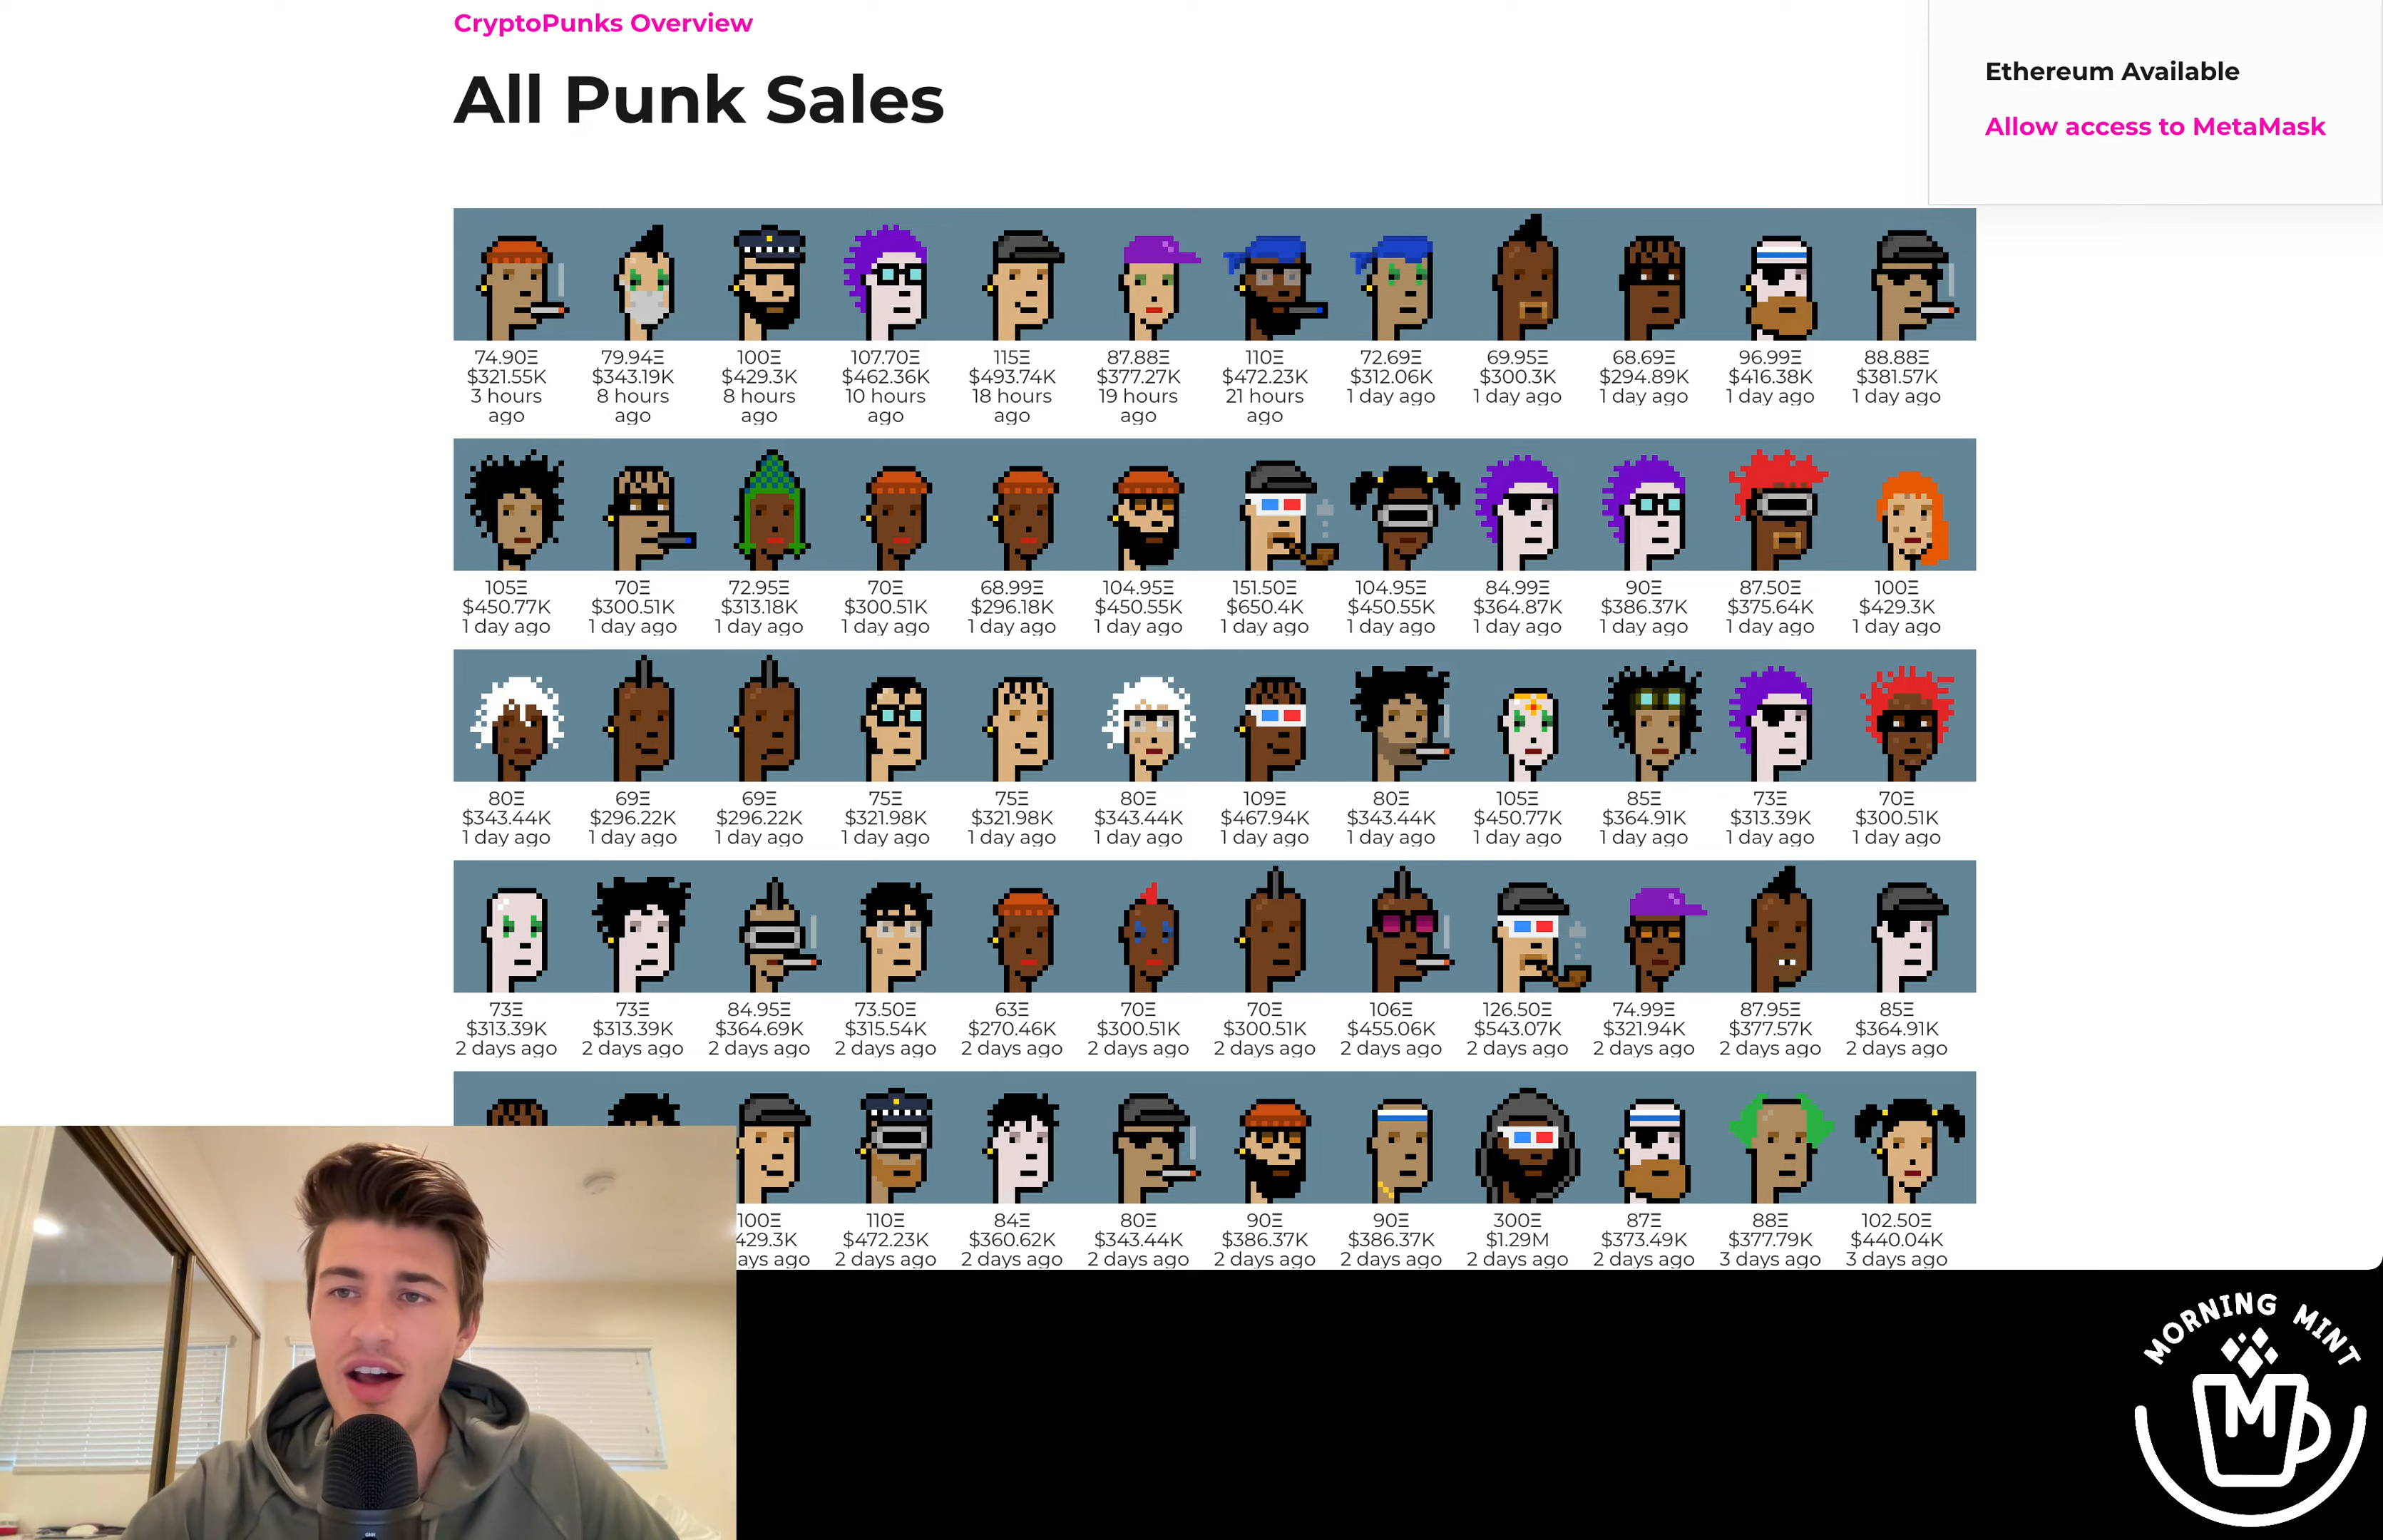 CryptoPunks Overview
All Punk Sales
Ethereum Available
Allow access to MetaMask
74.90Ξ 79.94Ξ 100Ξ 107.70Ξ 115Ξ 87.88Ξ 110Ξ 72.69Ξ 69.95Ξ 68.69Ξ 96.99Ξ 88.88Ξ
$321.55K $343.19K $429.3K $462.36K $493.74K $377.27K $472.23K $312.06K $300.3K $294.89K $416.38K $381.57K
3 hours 8 hours 8 hours 10 hours 18 hours 19 hours 21 hours 1 day ago 1 day ago 1 day ago 1 day ago 1 day ago
ago ago ago ago ago ago ago
105Ξ 70Ξ 72.95Ξ 70Ξ 68.99Ξ 104.95Ξ 151.50Ξ 104.95Ξ 84.99Ξ 90Ξ 87.50Ξ 100Ξ
$450.77K $300.51K $313.18K $300.51K $296.18K $450.55K $650.4K $450.55K $364.87K $386.37K $375.64K $429.3K
1 day ago 1 day ago 1 day ago 1 day ago 1 day ago 1 day ago 1 day ago 1 day ago 1 day ago 1 day ago 1 day ago 1 day ago
80Ξ 69Ξ 69Ξ 75Ξ 75Ξ 80Ξ 109Ξ 80Ξ 105Ξ 85Ξ 73Ξ 70Ξ
$343.44K $296.22K $296.22K $321.98K $321.98K $343.44K $467.94K $343.44K $450.77K $364.91K $313.39K $300.51K
1 day ago 1 day ago 1 day ago 1 day ago 1 day ago 1 day ago 1 day ago 1 day ago 1 day ago 1 day ago 1 day ago 1 day ago
73Ξ 73Ξ 84.95Ξ 73.50Ξ 63Ξ 70Ξ 70Ξ 106Ξ 126.50Ξ 74.99Ξ 87.95Ξ 85Ξ
$313.39K $313.39K $364.69K $315.54K $270.46K $300.51K $300.51K $455.06K $543.07K $321.94K $377.57K $364.91K
2 days ago 2 days ago 2 days ago 2 days ago 2 days ago 2 days ago 2 days ago 2 days ago 2 days ago 2 days ago 2 days ago 2 days ago
100Ξ 110Ξ 84Ξ 80Ξ 90Ξ 90Ξ 300Ξ 87Ξ 88Ξ 102.50Ξ
429.3K $472.23K $360.62K $343.44K $386.37K $386.37K $1.29M $373.49K $377.79K $440.04K
ays ago 2 days ago 2 days ago 2 days ago 2 days ago 2 days ago 2 days ago 2 days ago 3 days ago 3 days ago
MORNING MINT
M